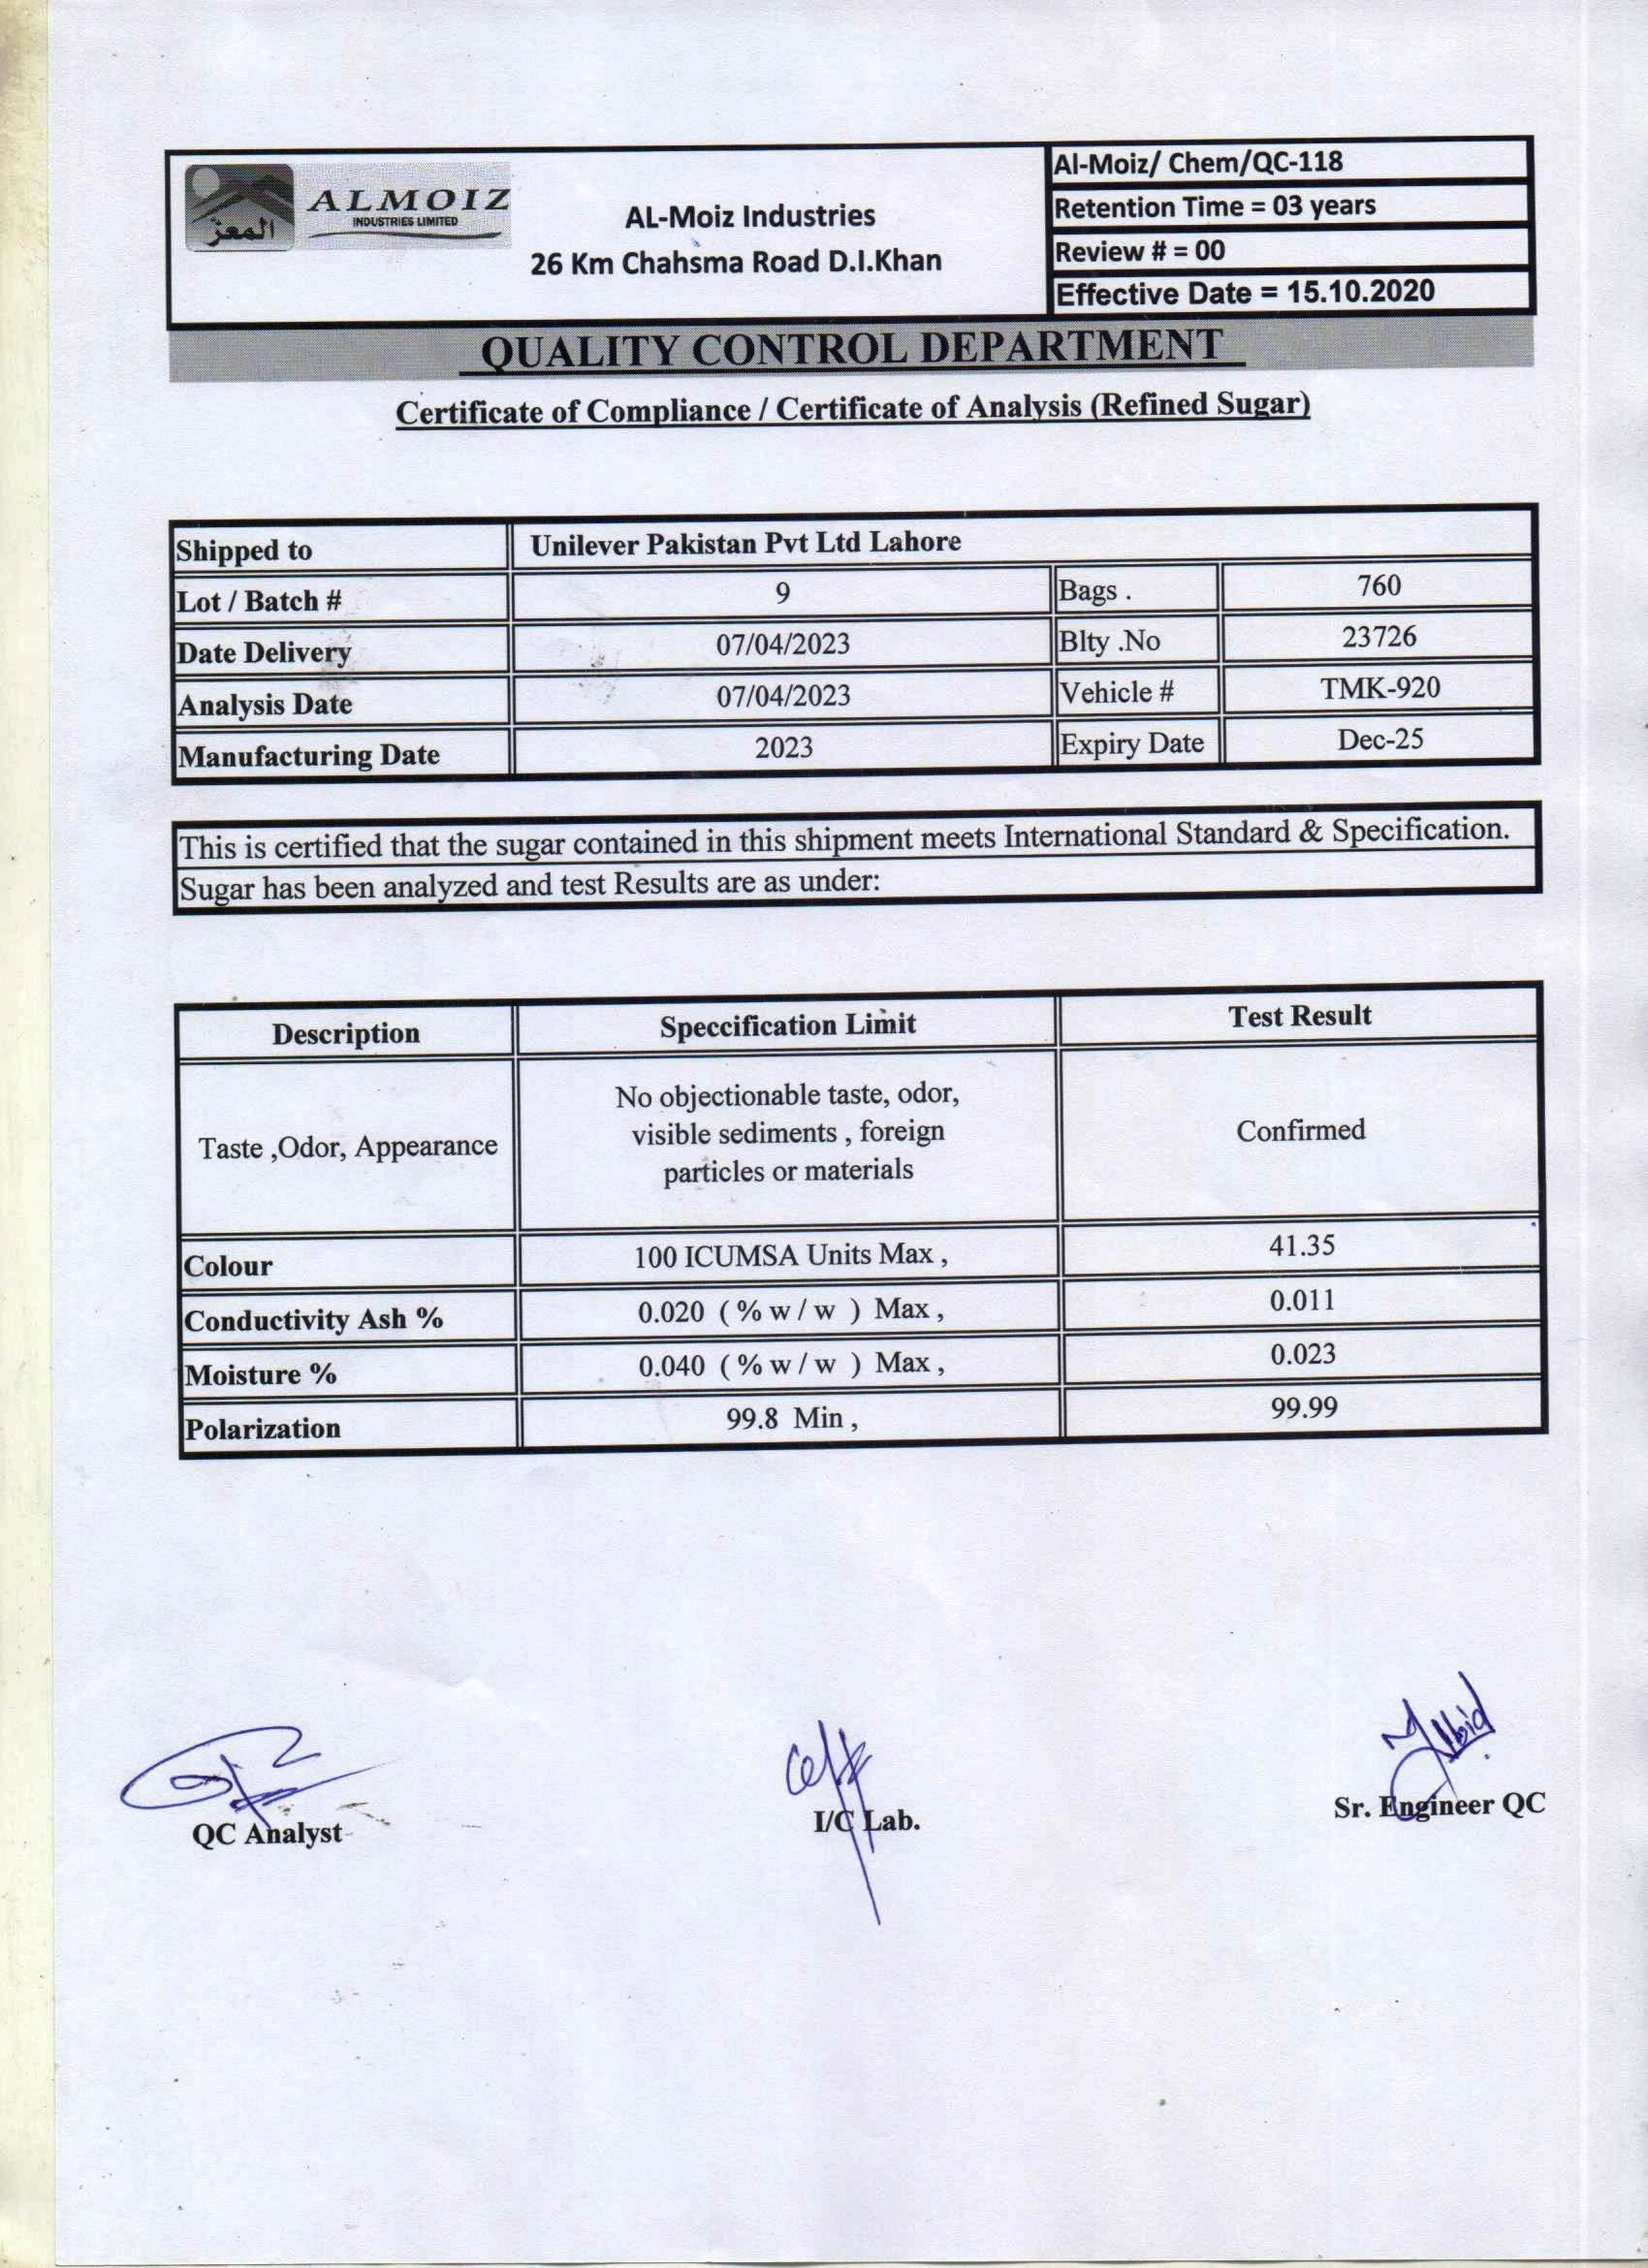 المعز
ALMOIZ
INDUSTRIES LIMITED
AL-Moiz Industries
26 Km Chahsma Road D.I.Khan
Al-Moiz/ Chem/QC-118
Retention Time = 03 years
Review # = 00
Effective Date = 15.10.2020
QUALITY CONTROL DEPARTMENT
Certificate of Compliance / Certificate of Analysis (Refined Sugar)
Shipped to Unilever Pakistan Pvt Ltd Lahore
Lot / Batch # 9 Bags . 760
Date Delivery 07/04/2023 Blty .No 23726
Analysis Date 07/04/2023 Vehicle # TMK-920
Manufacturing Date 2023 Expiry Date Dec-25
This is certified that the sugar contained in this shipment meets International Standard & Specification.
Sugar has been analyzed and test Results are as under:
Description Speccification Limit Test Result
Taste ,Odor, Appearance No objectionable taste, odor,
visible sediments , foreign
particles or materials
Confirmed
Colour 100 ICUMSA Units Max , 41.35
Conductivity Ash % 0.020 ( % w / w ) Max , 0.011
Moisture % 0.040 ( % w / w ) Max , 0.023
Polarization 99.8 Min , 99.99
QC Analyst
I/C Lab.
Sr. Engineer QC